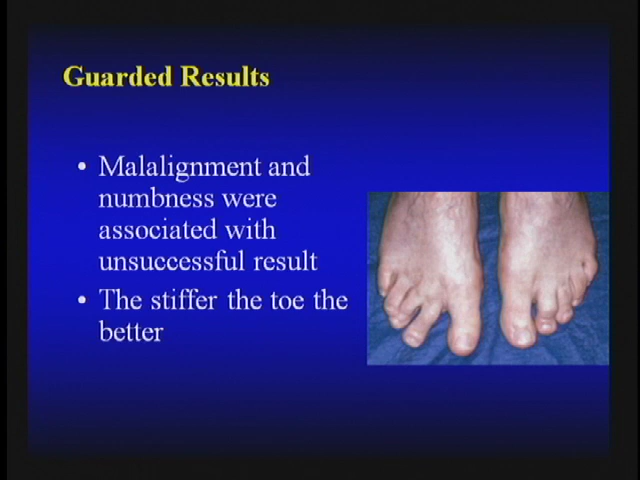 Guarded Results
• Malalignment and
numbness were
associated with
unsuccessful result
• The stiffer the toe the
better